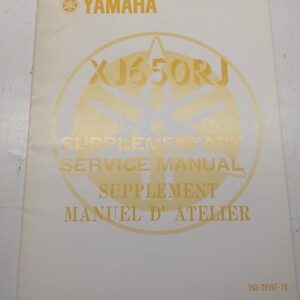 YAMAHA
XJ650RJ
SUPPLEMENTARY
SERVICE MANUAL
SUPPLEMENT
MANUEL D' ATELIER